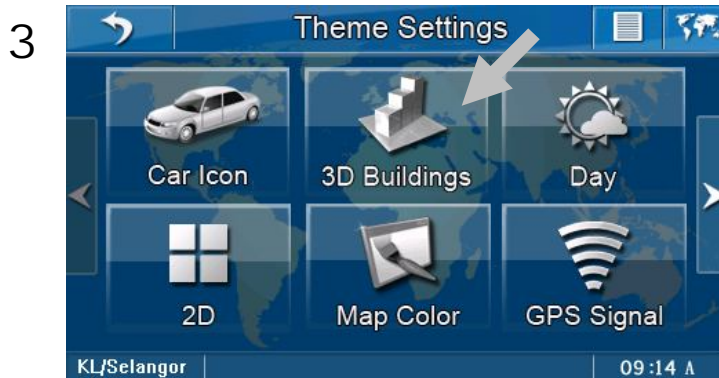 3
Theme Settings
Car Icon
3D Buildings
Day
2D
Map Color
GPS Signal
KL/Selangor
09:14 A